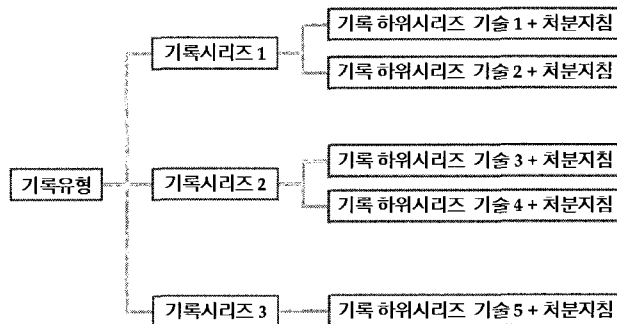 기록 하위시리즈 기술 1 + 처분지침
기록시리즈 1
기록 하위시리즈 기술 2 + 처분지침
기록 하위시리즈 기술 3 + 처분지침
기록유형
기록시리즈 2
기록 하위시리즈 기술 4 + 처분지침
기록시리즈 3
기록 하위시리즈 기술 5 + 처분지침